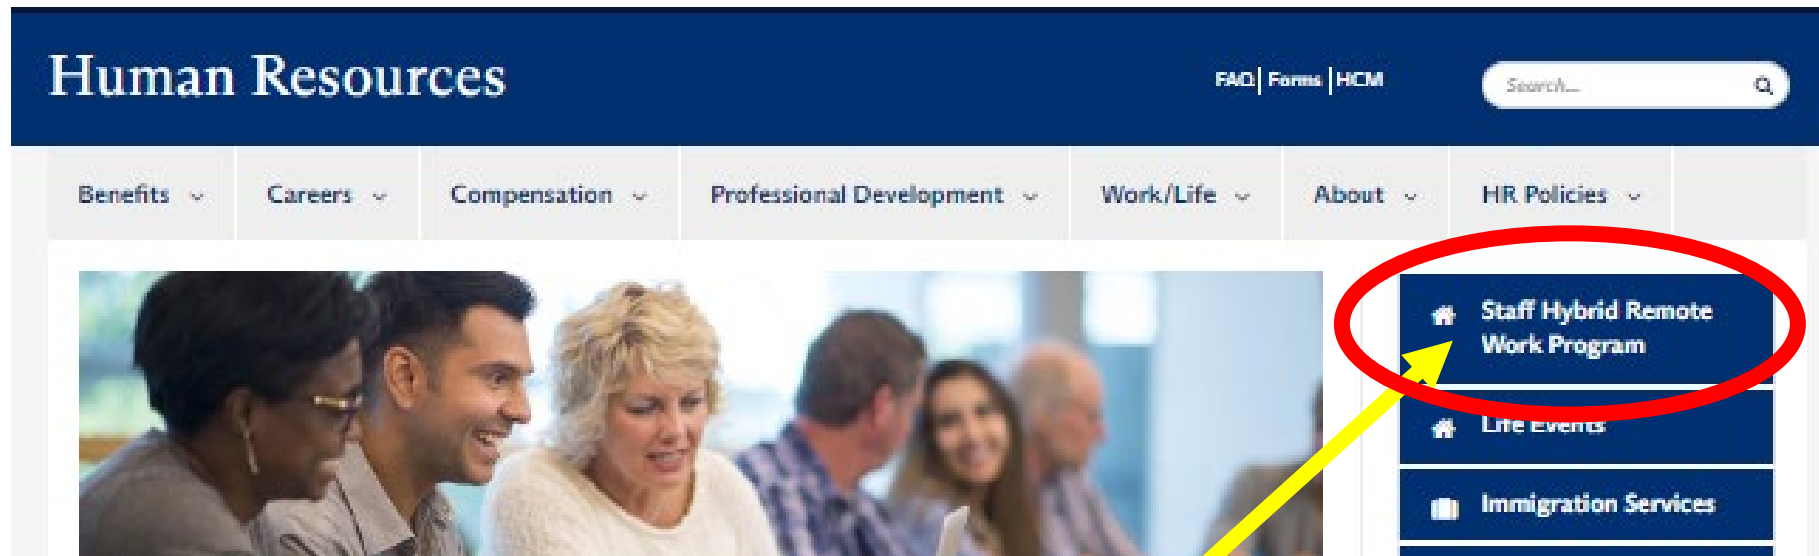 Human Resources
FAQ | Forms | HCM
Search...
Benefits
Careers
Compensation
Professional Development
Work/Life
About
HR Policies
Staff Hybrid Remote
Work Program
Life Events
Immigration Services